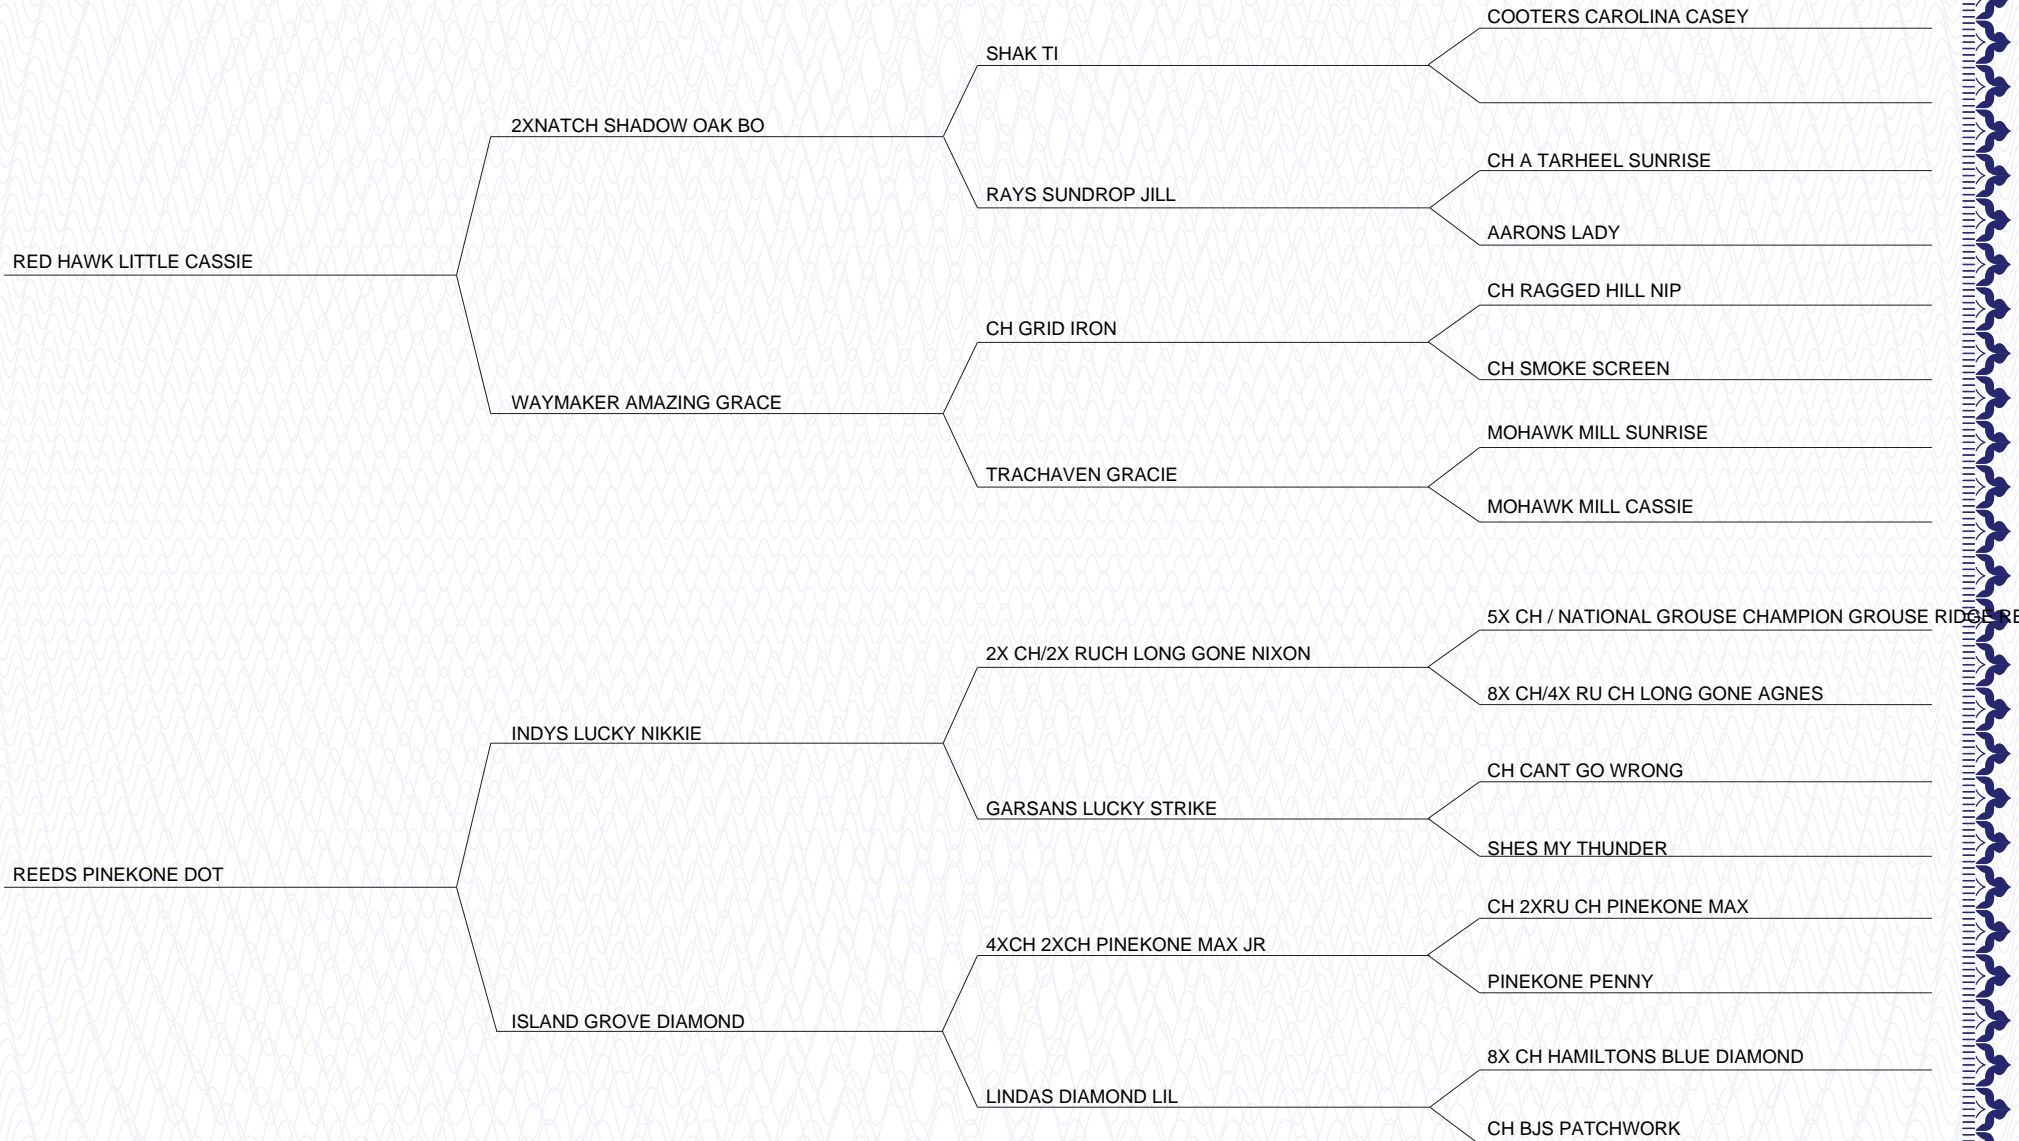 COOTERS CAROLINA CASEY
SHAK TI
2XNATCH SHADOW OAK BO
CH A TARHEEL SUNRISE
RAYS SUNDROP JILL
AARONS LADY
RED HAWK LITTLE CASSIE
CH RAGGED HILL NIP
CH GRID IRON
CH SMOKE SCREEN
WAYMAKER AMAZING GRACE
MOHAWK MILL SUNRISE
TRACHAVEN GRACIE
MOHAWK MILL CASSIE
5X CH / NATIONAL GROUSE CHAMPION GROUSE RIDGE RE
2X CH/2X RUCH LONG GONE NIXON
8X CH/4X RU CH LONG GONE AGNES
INDYS LUCKY NIKKIE
CH CANT GO WRONG
GARSANS LUCKY STRIKE
SHES MY THUNDER
REEDS PINEKONE DOT
CH 2XRU CH PINEKONE MAX
4XCH 2XCH PINEKONE MAX JR
PINEKONE PENNY
ISLAND GROVE DIAMOND
8X CH HAMILTONS BLUE DIAMOND
LINDAS DIAMOND LIL
CH BJS PATCHWORK